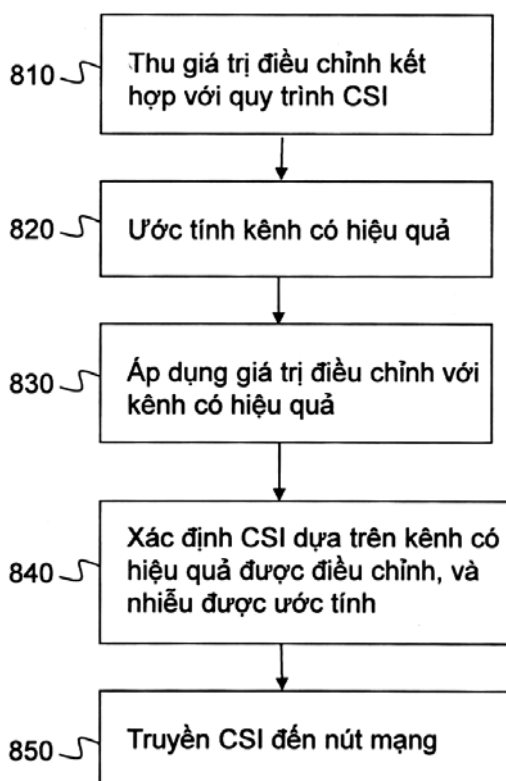 810
Thu giá trị điều chỉnh kết
hợp với quy trình CSI
820
Ước tính kênh có hiệu quả
830
Áp dụng giá trị điều chỉnh với
kênh có hiệu quả
840
Xác định CSI dựa trên kênh có
hiệu quả được điều chỉnh, và
nhiễu được ước tính
850
Truyền CSI đến nút mạng